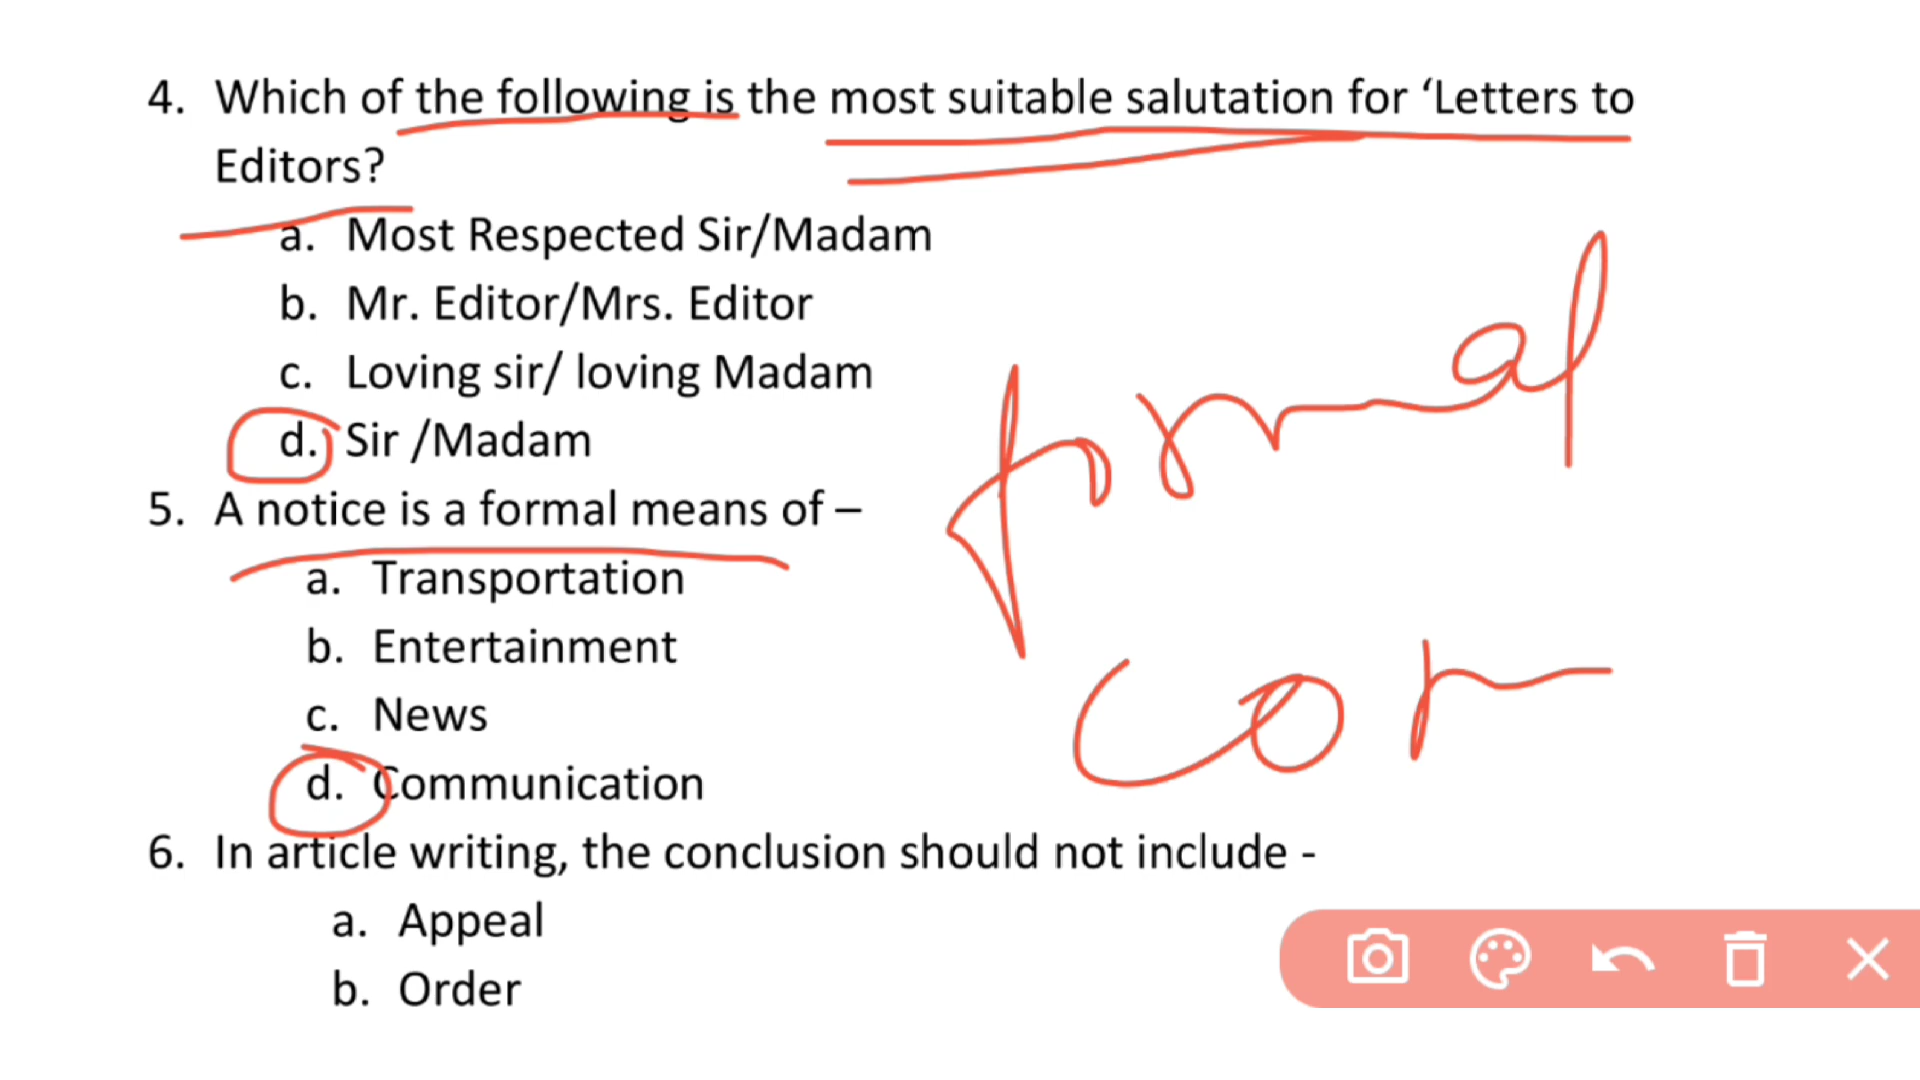 4. Which of the following is the most suitable salutation for ‘Letters to
Editors?
a. Most Respected Sir/Madam
b. Mr. Editor/Mrs. Editor
c. Loving sir/ loving Madam
d. Sir /Madam
formal
5. A notice is a formal means of –
a. Transportation
b. Entertainment
c. News
d. Communication
6. In article writing, the conclusion should not include -
a. Appeal
b. Order